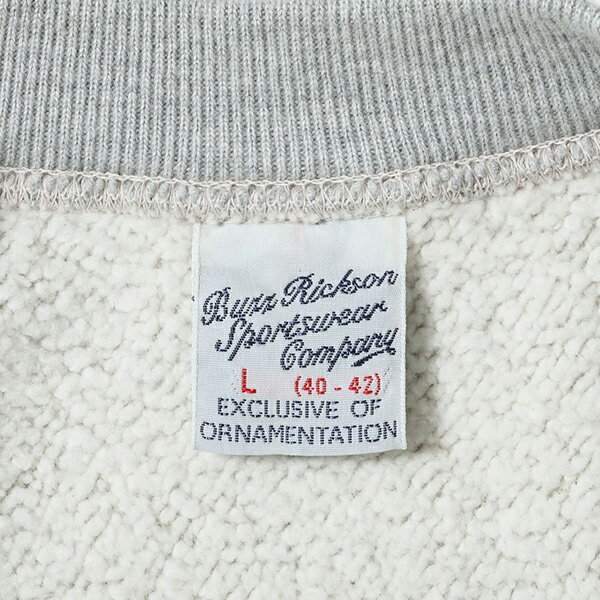 Buzz Rickson
Sportswear
Company
L (40 - 42)
EXCLUSIVE OF
ORNAMENTATION